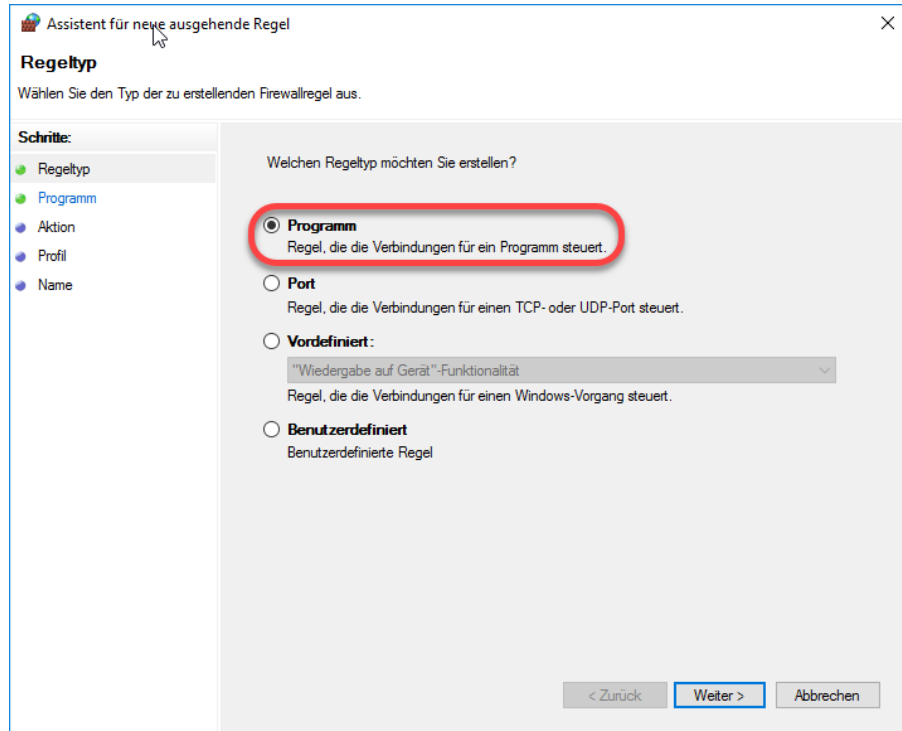 Assistent für neue ausgehende Regel
Regeltyp
Wählen Sie den Typ der zu erstellenden Firewallregel aus.
Schritte:
Regeltyp
Programm
Aktion
Profil
Name
Welchen Regeltyp möchten Sie erstellen?
Programm
Regel, die die Verbindungen für ein Programm steuert.
Port
Regel, die die Verbindungen für einen TCP- oder UDP-Port steuert.
Vordefiniert:
"Wiedergabe auf Gerät"-Funktionalität
Regel, die die Verbindungen für einen Windows-Vorgang steuert.
Benutzerdefiniert
Benutzerdefinierte Regel
< Zurück Weiter > Abbrechen